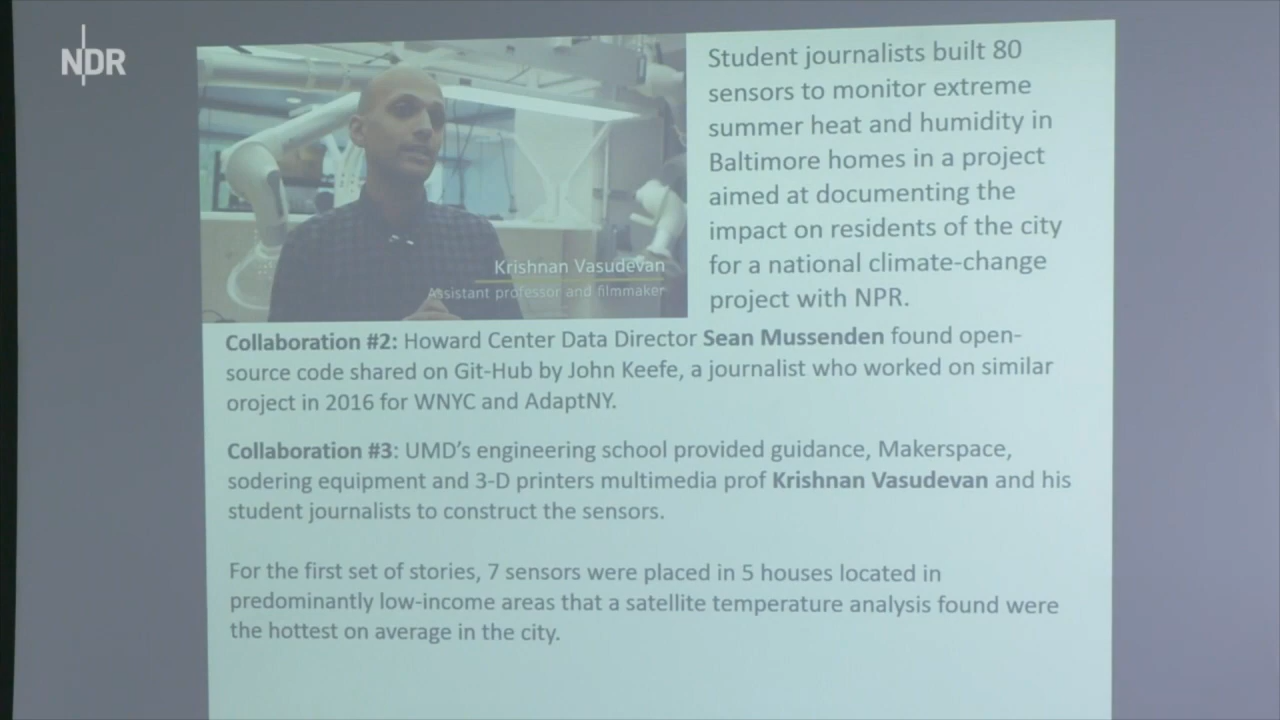 NDR
Student journalists built 80
sensors to monitor extreme
summer heat and humidity in
Baltimore homes in a project
aimed at documenting the
impact on residents of the city
for a national climate-change
project with NPR.
Krishnan Vasudevan
Assistant professor and filmmaker
Collaboration #2: Howard Center Data Director Sean Mussenden found open-
source code shared on Git-Hub by John Keefe, a journalist who worked on similar
oroject in 2016 for WNYC and AdaptNY.
Collaboration #3: UMD's engineering school provided guidance, Makerspace,
sodering equipment and 3-D printers multimedia prof Krishnan Vasudevan and his
student journalists to construct the sensors.
For the first set of stories, 7 sensors were placed in 5 houses located in
predominantly low-income areas that a satellite temperature analysis found were
the hottest on average in the city.